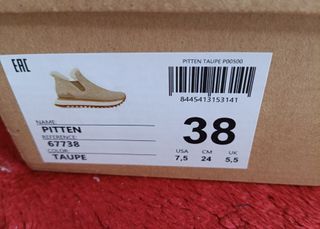 EAC
PITTEN TAUPE P00500
8445413153141
NAME:
PITTEN
REFERENCE:
67738
COLOR:
TAUPE
38
USA CM UK
7,5 24 5,5